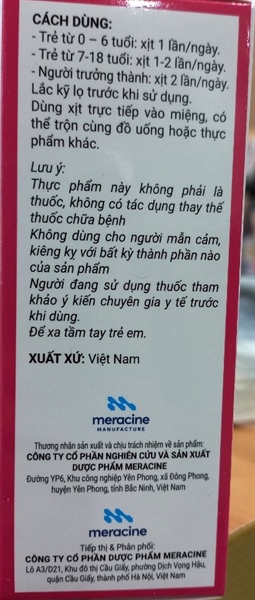 CÁCH DÙNG:
- Trẻ từ 0 – 6 tuổi: xịt 1 lần/ngày.
- Trẻ từ 7-18 tuổi: xịt 1-2 lần/ngày.
- Người trưởng thành: xịt 2 lần/ngày.
Lắc kỹ lọ trước khi sử dụng.
Dùng xịt trực tiếp vào miệng, có
thể trộn cùng đồ uống hoặc thực
phẩm khác.
Lưu ý:
Thực phẩm này không phải là
thuốc, không có tác dụng thay thế
thuốc chữa bệnh
Không dùng cho người mẫn cảm,
kiêng kỵ với bất kỳ thành phần nào
của sản phẩm
Người đang sử dụng thuốc tham
khảo ý kiến chuyên gia y tế trước
khi dùng.
Để xa tầm tay trẻ em.
XUẤT XỨ: Việt Nam
meracine
MANUFACTURE
Thương nhân sản xuất và chịu trách nhiệm về sản phẩm:
CÔNG TY CỔ PHẦN NGHIÊN CỨU VÀ SẢN XUẤT
DƯỢC PHẨM MERACINE
Đường YP6, Khu công nghiệp Yên Phong, xã Đông Phong,
huyện Yên Phong, tỉnh Bắc Ninh, Việt Nam
meracine
Tiếp thị & Phân phối:
CÔNG TY CỔ PHẦN DƯỢC PHẨM MERACINE
Lô A3/D21, Khu đô thị Cầu Giấy, phường Dịch Vọng Hậu,
quận Cầu Giấy, thành phố Hà Nội, Việt Nam